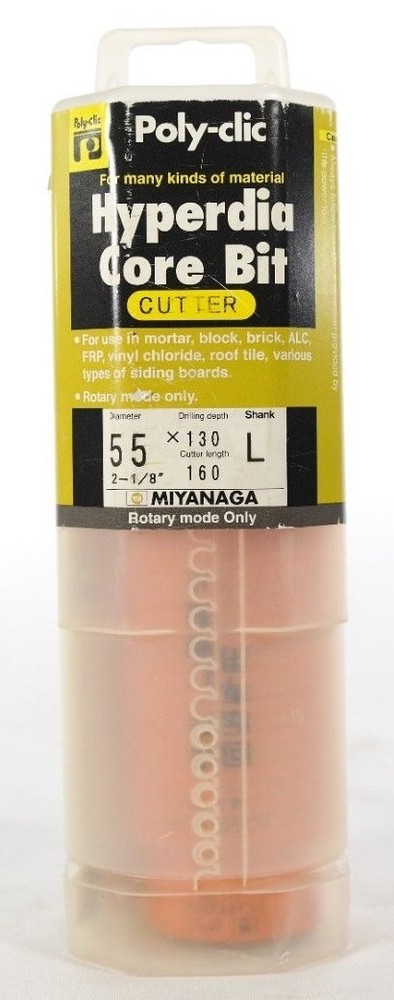 Poly-clic
Poly-clic
For many kinds of material
Hyperdia
Core Bit
CUTTER
• For use in mortar, block, brick, ALC,
FRP, vinyl chloride, roof tile, various
types of siding boards.
• Rotary mode only.
Diameter Drilling depth Shank
55 × 130 L
Cutter length
2-1/8" 160
MIYANAGA
Rotary mode Only